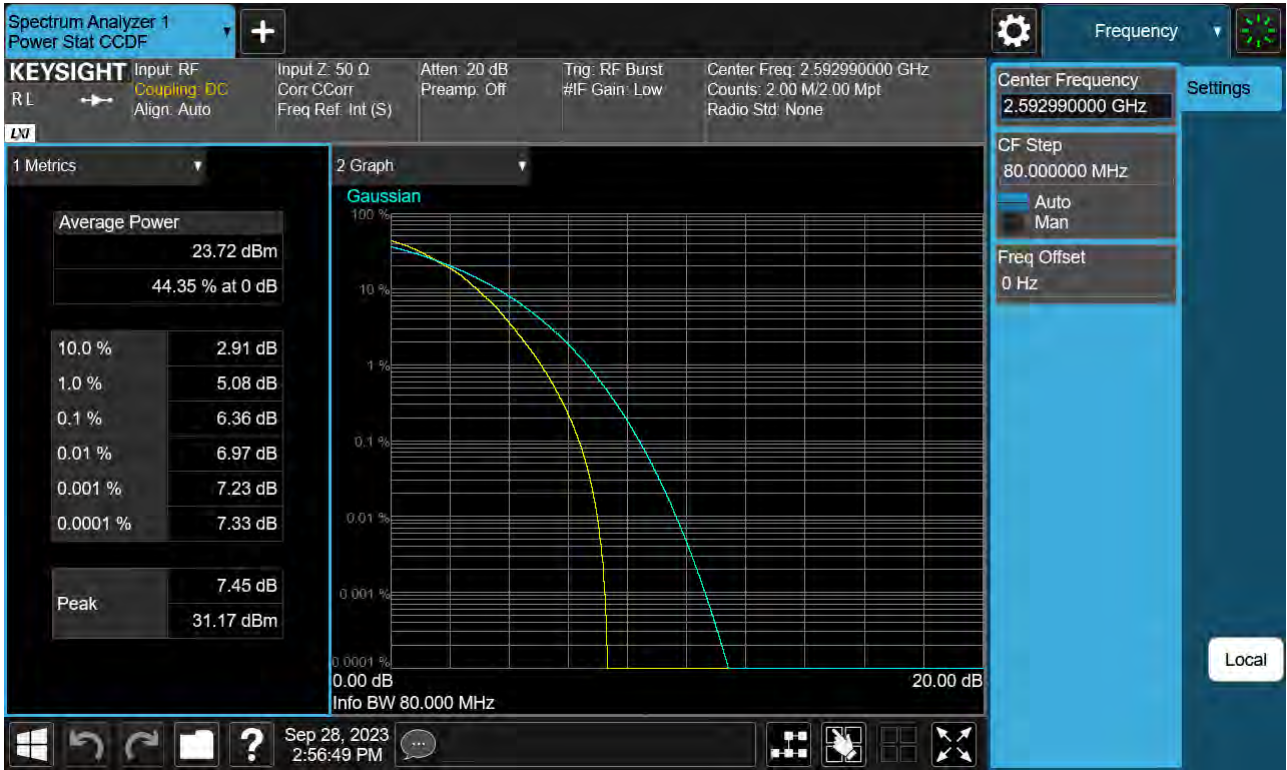 Spectrum Analyzer 1
Power Stat CCDF
Frequency
KEYSIGHT
R L
LXI
Input: RF
Coupling: DC
Align: Auto
Input Z: 50 Ω
Corr CCorr
Freq Ref: Int (S)
Atten: 20 dB
Preamp: Off
Trig: RF Burst
#IF Gain: Low
Center Freq: 2.592990000 GHz
Counts: 2.00 M/2.00 Mpt
Radio Std: None
Center Frequency
2.592990000 GHz
Settings
CF Step
80.000000 MHz
Auto
Man
Freq Offset
0 Hz
1 Metrics
Average Power
23.72 dBm
44.35 % at 0 dB
10.0 % 2.91 dB
1.0 % 5.08 dB
0.1 % 6.36 dB
0.01 % 6.97 dB
0.001 % 7.23 dB
0.0001 % 7.33 dB
Peak
7.45 dB
31.17 dBm
2 Graph
Gaussian
100 %
10 %
1 %
0.1 %
0.01 %
0.001 %
0.0001 %
0.00 dB
20.00 dB
Info BW 80.000 MHz
Local
?
Sep 28, 2023
2:56:49 PM